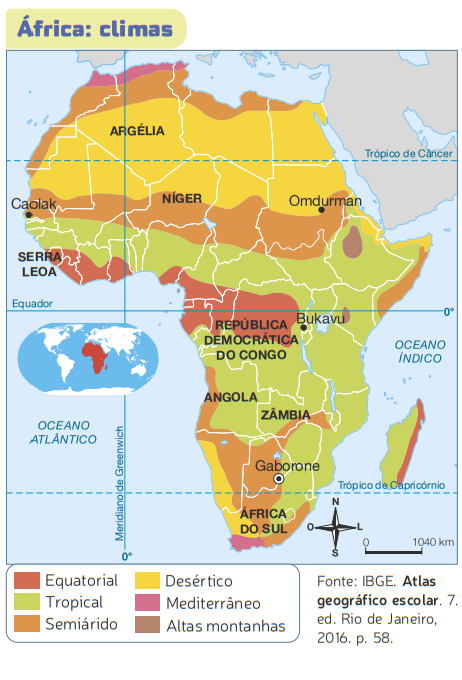 África: climas
ARGÉLIA
Trópico de Câncer
NÍGER
Omdurman
Caolak
SERRA
LEOA
Equador
0°
REPÚBLICA
DEMOCRÁTICA
DO CONGO
Bukavu
OCEANO
ÍNDICO
ANGOLA
ZÂMBIA
OCEANO
ATLÂNTICO
Meridiano de Greenwich
Gaborone
Trópico de Capricórnio
ÁFRICA
DO SUL
N
O
L
S
0
1040 km
0°
Equatorial
Tropical
Semiárido
Desértico
Mediterrâneo
Altas montanhas
Fonte: IBGE. Atlas
geográfico escolar. 7.
ed. Rio de Janeiro,
2016. p. 58.